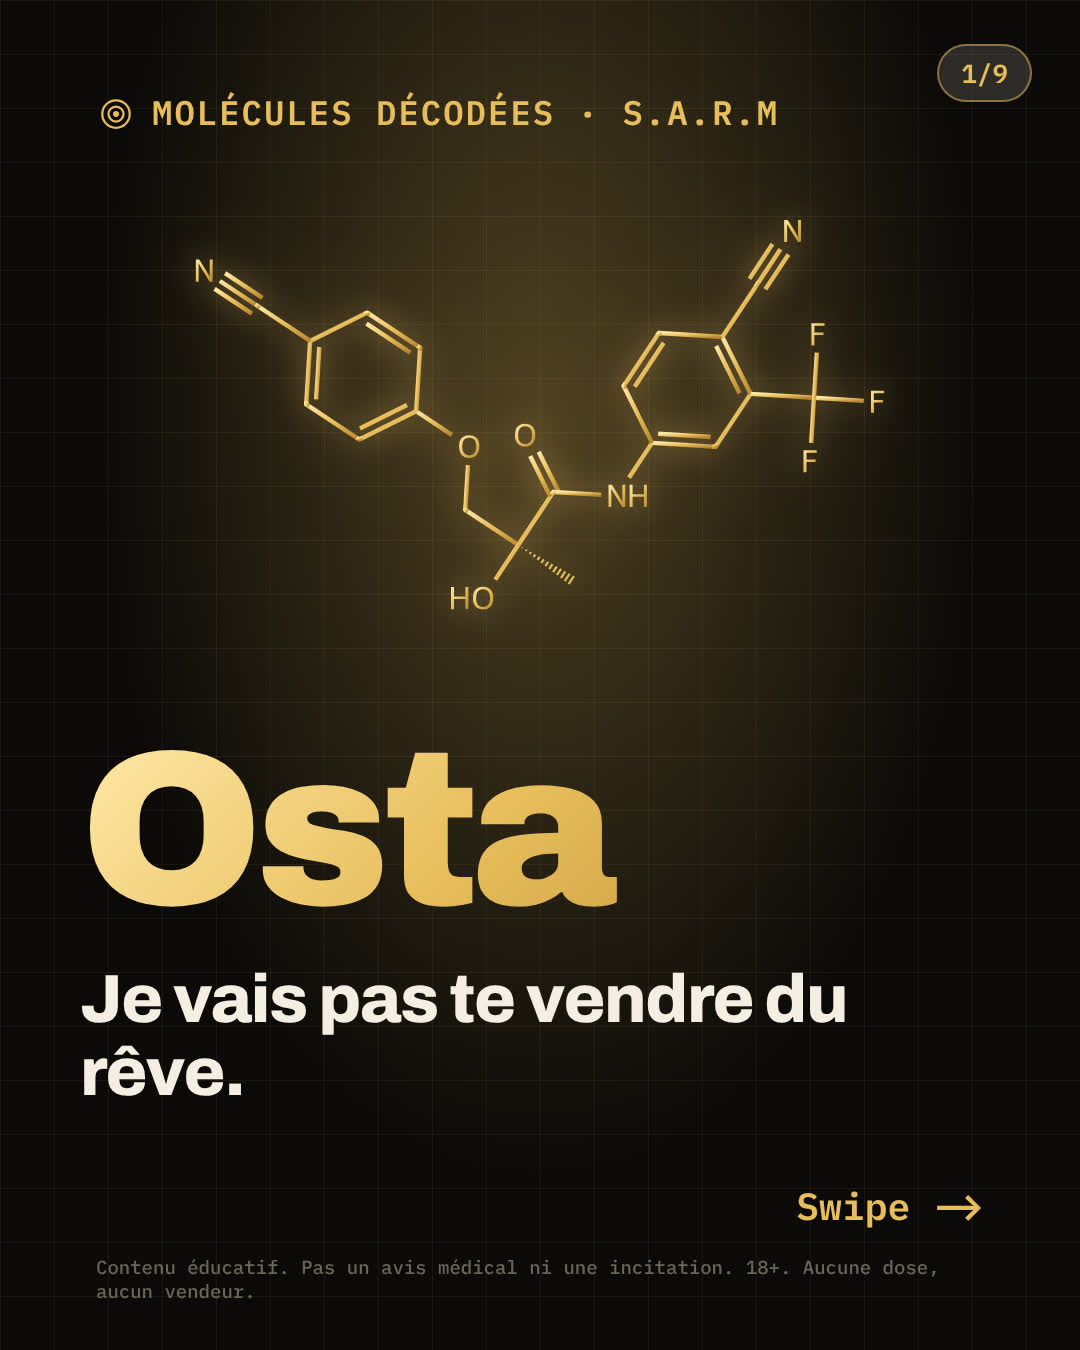 1/9
MOLÉCULES DÉCODÉES · S.A.R.M
N
N
F
F
O
O
F
NH
HO
Osta
Je vais pas te vendre du
rêve.
Swipe →
Contenu éducatif. Pas un avis médical ni une incitation. 18+. Aucune dose,
aucun vendeur.